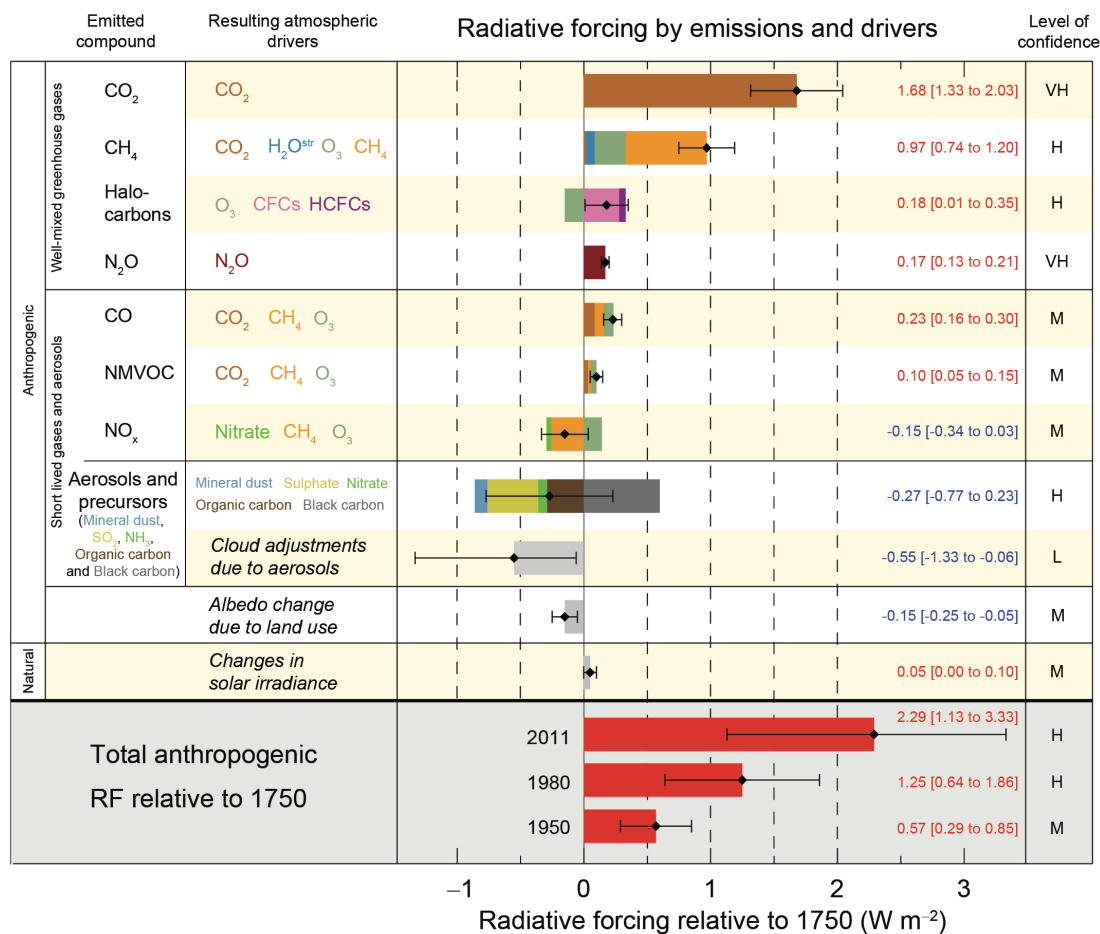 Emitted compound
Resulting atmospheric drivers
Radiative forcing by emissions and drivers
Level of confidence
Anthropogenic
Well-mixed greenhouse gases
CO₂
CO₂
1.68 [1.33 to 2.03]
VH
CH₄
CO₂ H₂Oˢᵗʳ O₃ CH₄
0.97 [0.74 to 1.20]
H
Halo-
carbons
O₃ CFCs HCFCs
0.18 [0.01 to 0.35]
H
N₂O
N₂O
0.17 [0.13 to 0.21]
VH
Short lived gases and aerosols
CO
CO₂ CH₄ O₃
0.23 [0.16 to 0.30]
M
NMVOC
CO₂ CH₄ O₃
0.10 [0.05 to 0.15]
M
NOₓ
Nitrate CH₄ O₃
-0.15 [-0.34 to 0.03]
M
Aerosols and
precursors
(Mineral dust,
SO₂, NH₃,
Organic carbon
and Black carbon)
Mineral dust Sulphate Nitrate
Organic carbon Black carbon
-0.27 [-0.77 to 0.23]
H
Cloud adjustments
due to aerosols
-0.55 [-1.33 to -0.06]
L
Albedo change
due to land use
-0.15 [-0.25 to -0.05]
M
Natural
Changes in
solar irradiance
0.05 [0.00 to 0.10]
M
Total anthropogenic
RF relative to 1750
2011
2.29 [1.13 to 3.33]
H
1980
1.25 [0.64 to 1.86]
H
1950
0.57 [0.29 to 0.85]
M
−1 0 1 2 3
Radiative forcing relative to 1750 (W m⁻²)